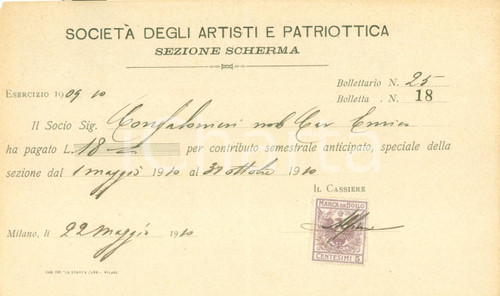 SOCIETÀ DEGLI ARTISTI E PATRIOTTICA
SEZIONE SCHERMA
Bollettario N. 25
ESERCIZIO 1909 10
Bolletta N. 18
Il Socio Sig. Confalonieri nob Cav Enrico
ha pagato L. 18 per contributo semestrale anticipato, speciale della
sezione dal 1 maggio 1910 al 31 ottobre 1910
IL CASSIERE
MARCA DA BOLLO
CENTESIMI 5
Milano, li 22 maggio 1910